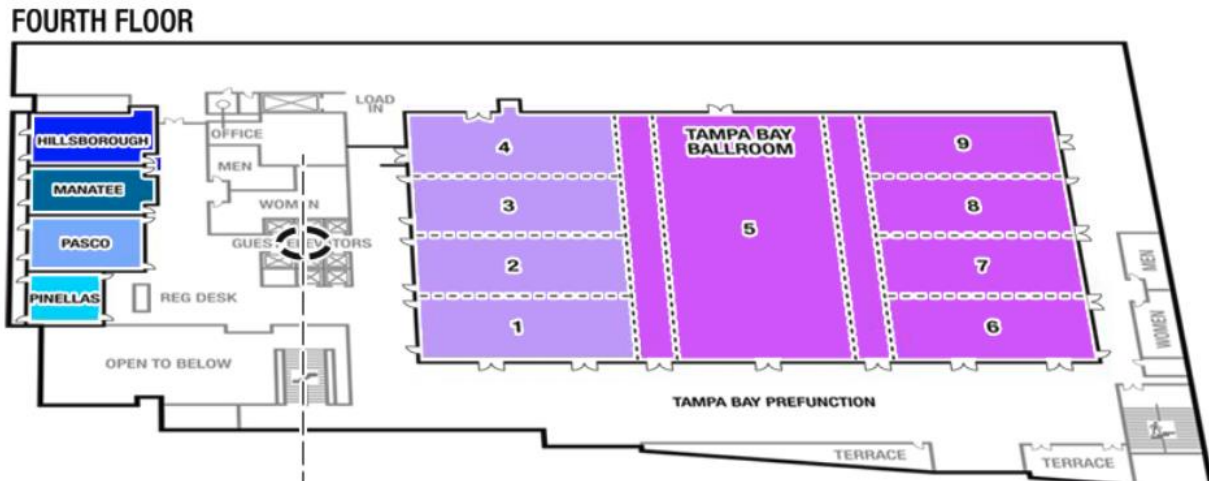 FOURTH FLOOR
LOAD
IN
HILLSBOROUGH
OFFICE
MEN
MANATEE
WOMEN
PASCO
GUEST ELEVATORS
PINELLAS
REG DESK
OPEN TO BELOW
4
3
2
1
TAMPA BAY
BALLROOM
5
9
8
7
6
MEN
WOMEN
TAMPA BAY PREFUNCTION
TERRACE
TERRACE